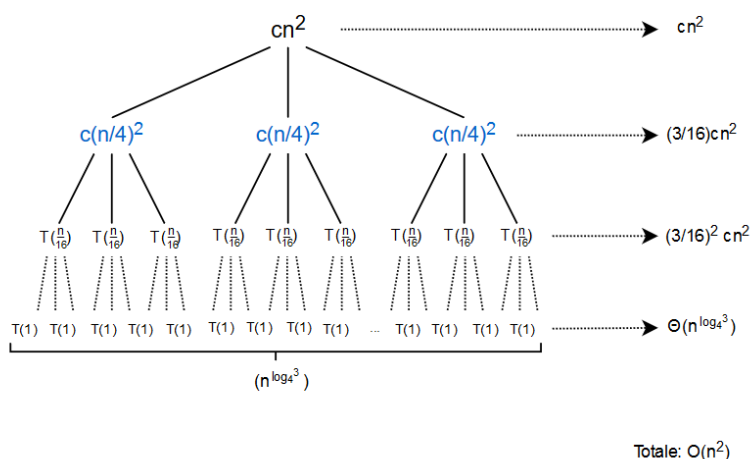 cn² cn²
c(n/4)² c(n/4)² c(n/4)² (3/16)cn²
T(n/16) T(n/16) T(n/16) T(n/16) T(n/16) T(n/16) T(n/16) T(n/16) T(n/16) (3/16)² cn²
T(1) T(1) T(1) T(1) T(1) T(1) T(1) T(1) T(1) ... T(1) T(1) T(1) T(1) Θ(n^log₄³)
(n^log₄³)
Totale: O(n²)